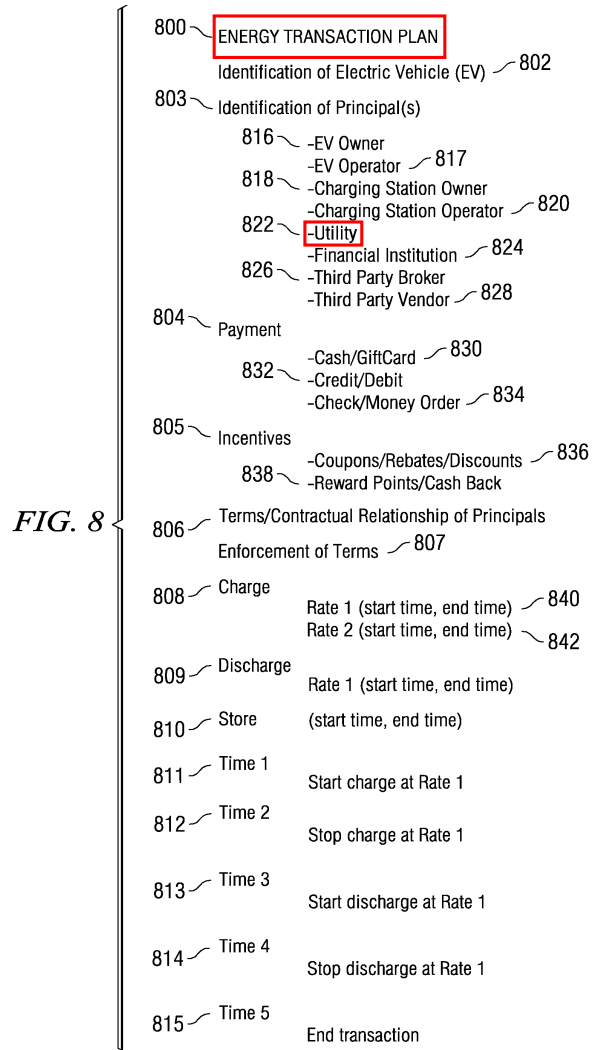 800 ENERGY TRANSACTION PLAN
Identification of Electric Vehicle (EV) 802
803 Identification of Principal(s)
816 -EV Owner
-EV Operator 817
818 -Charging Station Owner
-Charging Station Operator 820
822 -Utility
-Financial Institution 824
826 -Third Party Broker
-Third Party Vendor 828
804 Payment
-Cash/GiftCard 830
832 -Credit/Debit
-Check/Money Order 834
805 Incentives
-Coupons/Rebates/Discounts 836
838 -Reward Points/Cash Back
FIG. 8
806 Terms/Contractual Relationship of Principals
Enforcement of Terms 807
808 Charge
Rate 1 (start time, end time) 840
Rate 2 (start time, end time) 842
809 Discharge
Rate 1 (start time, end time)
810 Store (start time, end time)
811 Time 1
Start charge at Rate 1
812 Time 2
Stop charge at Rate 1
813 Time 3
Start discharge at Rate 1
814 Time 4
Stop discharge at Rate 1
815 Time 5
End transaction